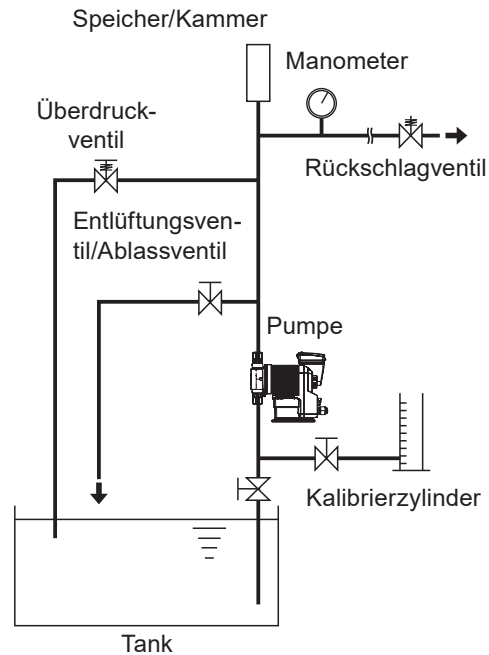 Speicher/Kammer
Manometer
Überdruck-
ventil
Rückschlagventil
Entlüftungsven-
til/Ablassventil
Pumpe
Kalibrierzylinder
Tank